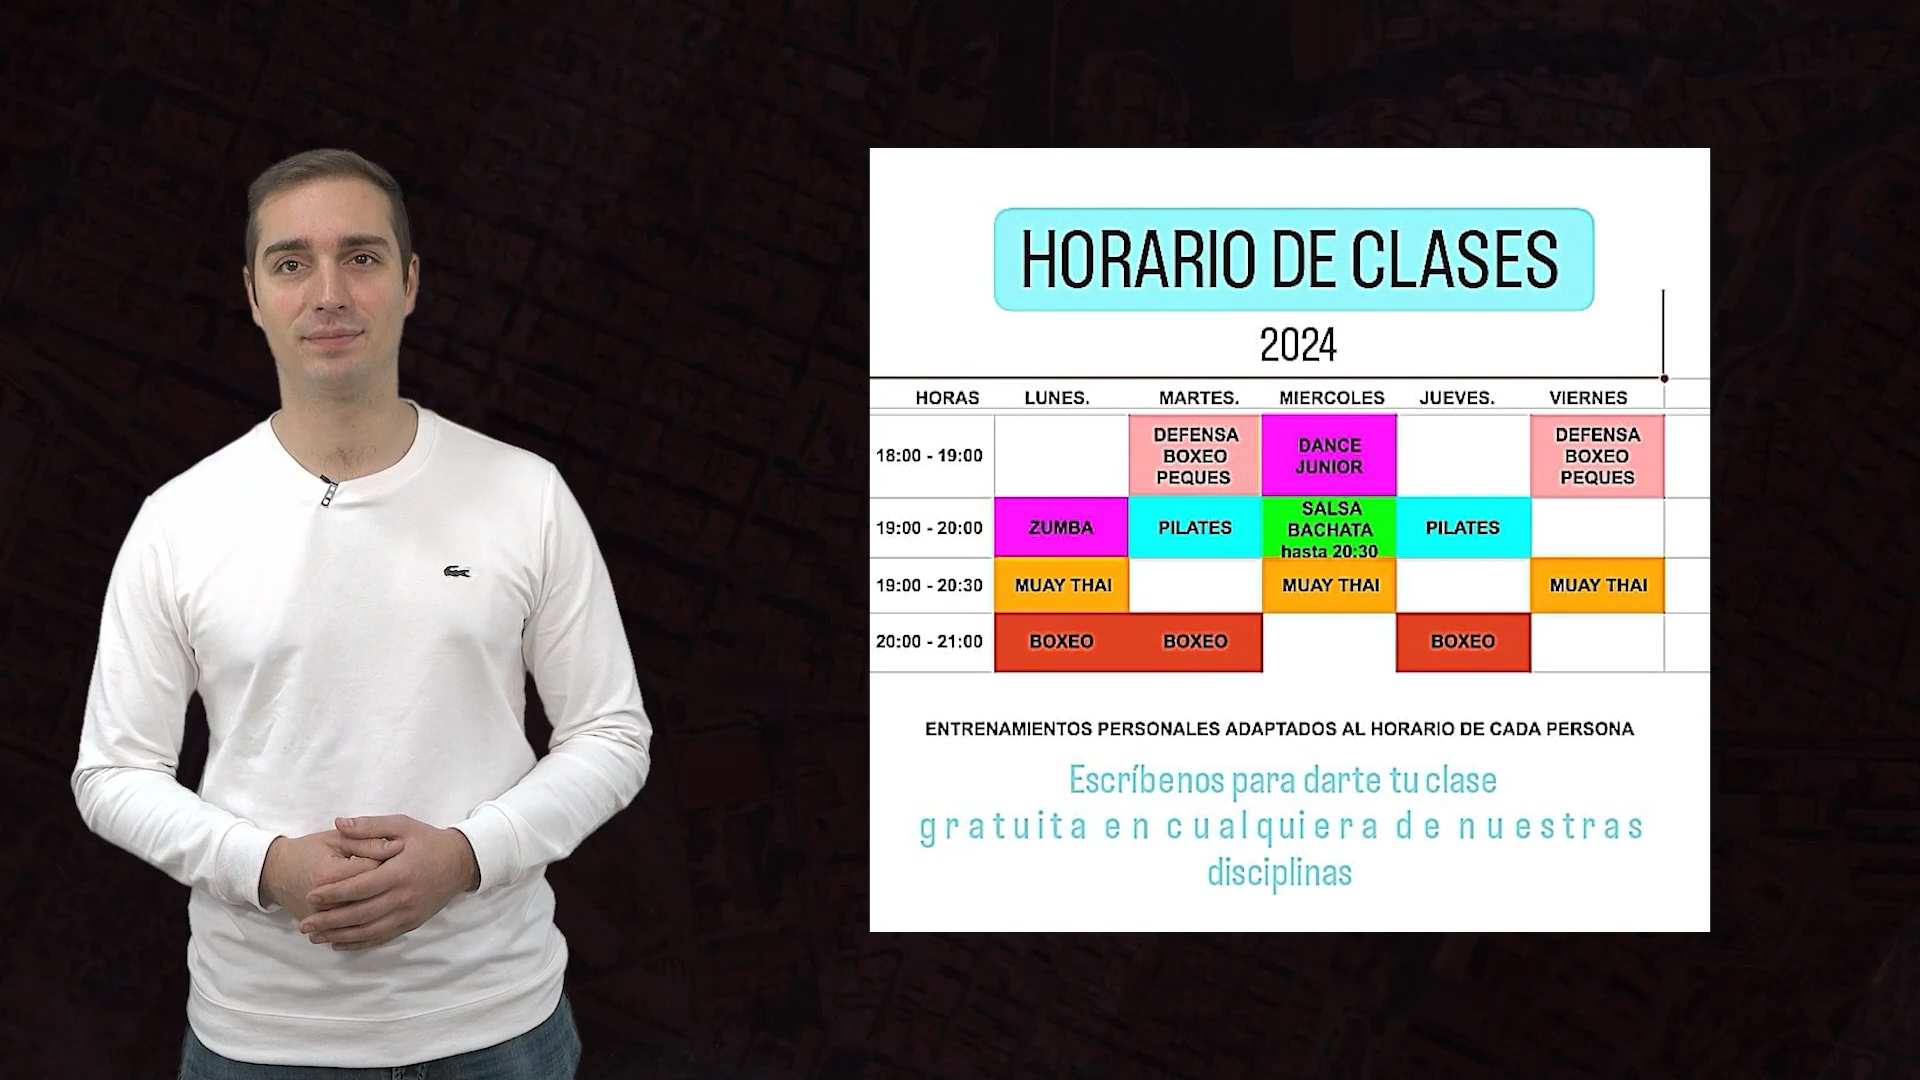 HORARIO DE CLASES
2024
HORAS LUNES. MARTES. MIERCOLES JUEVES. VIERNES
18:00 - 19:00 DEFENSA BOXEO PEQUES DANCE JUNIOR DEFENSA BOXEO PEQUES
19:00 - 20:00 ZUMBA PILATES SALSA BACHATA hasta 20:30 PILATES
19:00 - 20:30 MUAY THAI MUAY THAI MUAY THAI
20:00 - 21:00 BOXEO BOXEO BOXEO
ENTRENAMIENTOS PERSONALES ADAPTADOS AL HORARIO DE CADA PERSONA
Escríbenos para darte tu clase
gratuita en cualquiera de nuestras
disciplinas